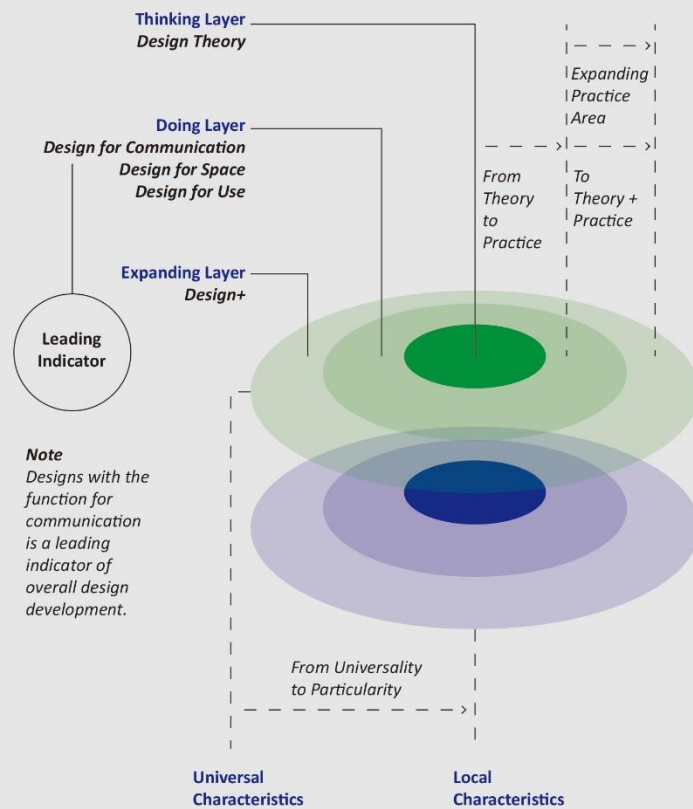 Thinking Layer
Design Theory
Doing Layer
Design for Communication
Design for Space
Design for Use
Expanding Layer
Design+
Expanding
Practice
Area
From
Theory
to
Practice
To
Theory +
Practice
Leading
Indicator
Note
Designs with the
function for
communication
is a leading
indicator of
overall design
development.
From Universality
to Particularity
Universal
Characteristics
Local
Characteristics